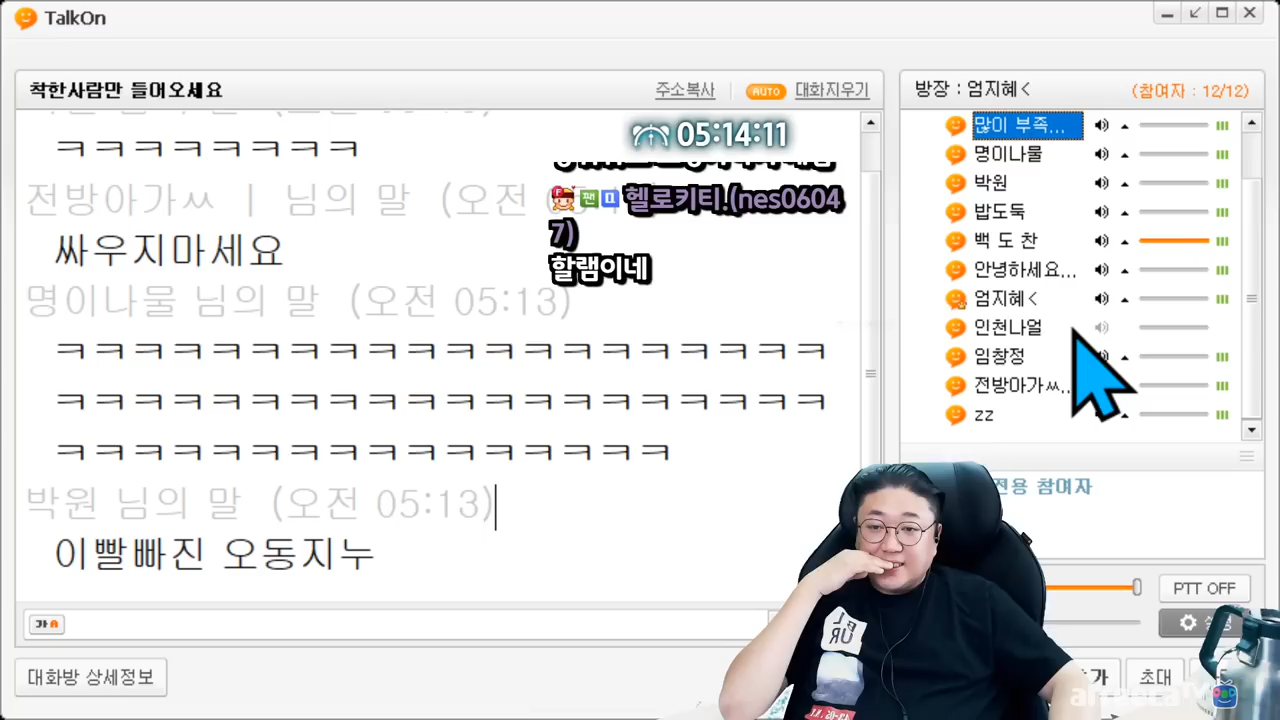 TalkOn
착한사람만 들어오세요
주소복사
AUTO
대화지우기
05:14:11
ㅋㅋㅋㅋㅋㅋㅋㅋ
전방아가ㅆ ㅣ 님의 말 (오전
싸우지마세요
명이나물 님의 말 (오전 05:13)
ㅋㅋㅋㅋㅋㅋㅋㅋㅋㅋㅋㅋㅋㅋㅋㅋㅋㅋㅋㅋ
ㅋㅋㅋㅋㅋㅋㅋㅋㅋㅋㅋㅋㅋㅋㅋㅋㅋㅋㅋㅋ
ㅋㅋㅋㅋㅋㅋㅋㅋㅋㅋㅋㅋㅋㅋㅋㅋ
박원 님의 말 (오전 05:13)
이빨빠진 오동지누
F 팬 미 헬로키티.(nes0604
7)
할램이네
가
대화방 상세정보
방장 : 엄지혜<
(참여자 : 12/12)
많이 부족...
명이나물
박원
밥도둑
백 도 찬
안녕하세요...
엄지혜<
인천나얼
임창정
전방아가ㅆ..
zz
전용 참여자
PTT OFF
초대